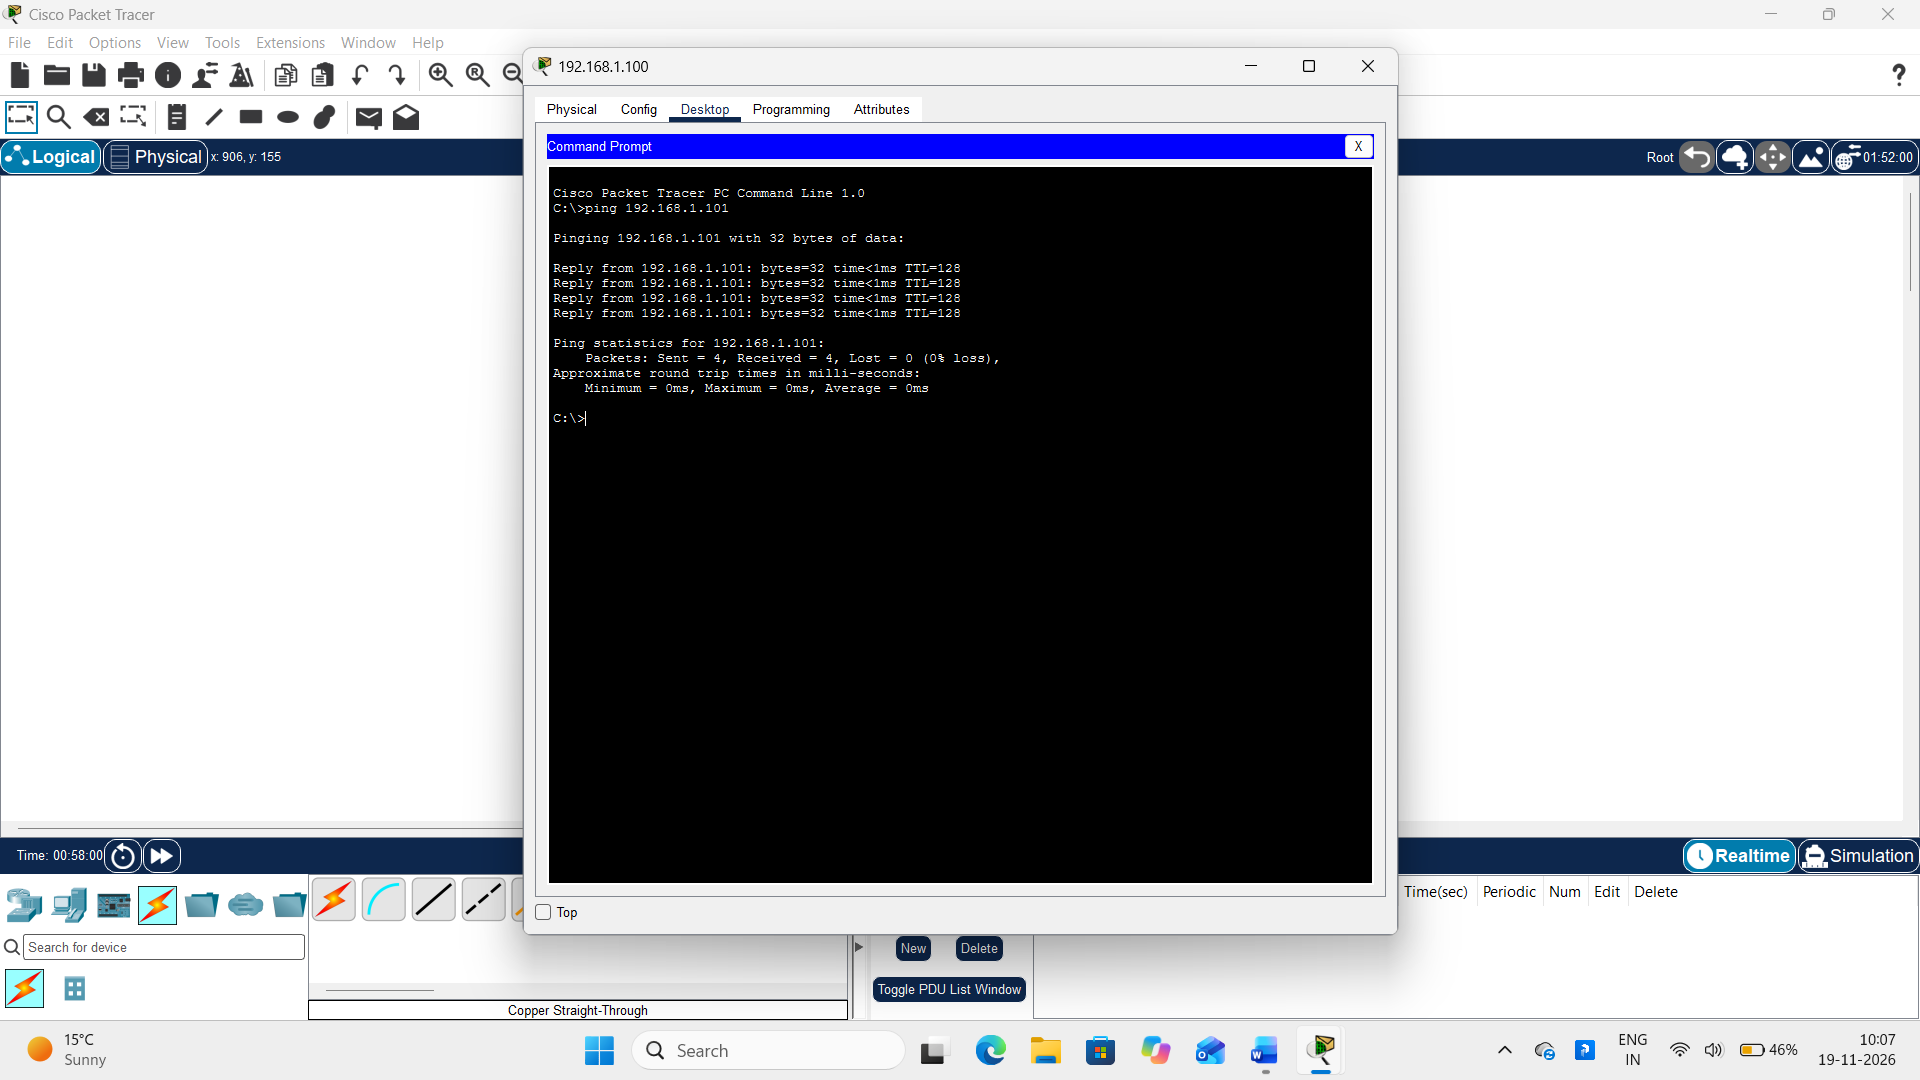 Cisco Packet Tracer
File Edit Options View Tools Extensions Window Help
192.168.1.100
Physical Config Desktop Programming Attributes
Command Prompt X
Logical Physical x: 906, y: 155
Root 01:52:00
Cisco Packet Tracer PC Command Line 1.0
C:\>ping 192.168.1.101
Pinging 192.168.1.101 with 32 bytes of data:
Reply from 192.168.1.101: bytes=32 time<1ms TTL=128
Reply from 192.168.1.101: bytes=32 time<1ms TTL=128
Reply from 192.168.1.101: bytes=32 time<1ms TTL=128
Reply from 192.168.1.101: bytes=32 time<1ms TTL=128
Ping statistics for 192.168.1.101:
Packets: Sent = 4, Received = 4, Lost = 0 (0% loss),
Approximate round trip times in milli-seconds:
Minimum = 0ms, Maximum = 0ms, Average = 0ms
C:\>
Time: 00:58:00
Realtime Simulation
Time(sec) Periodic Num Edit Delete
Top
Search for device
New Delete
Toggle PDU List Window
Copper Straight-Through
15°C
Sunny
Search
ENG
IN
46%
10:07
19-11-2026